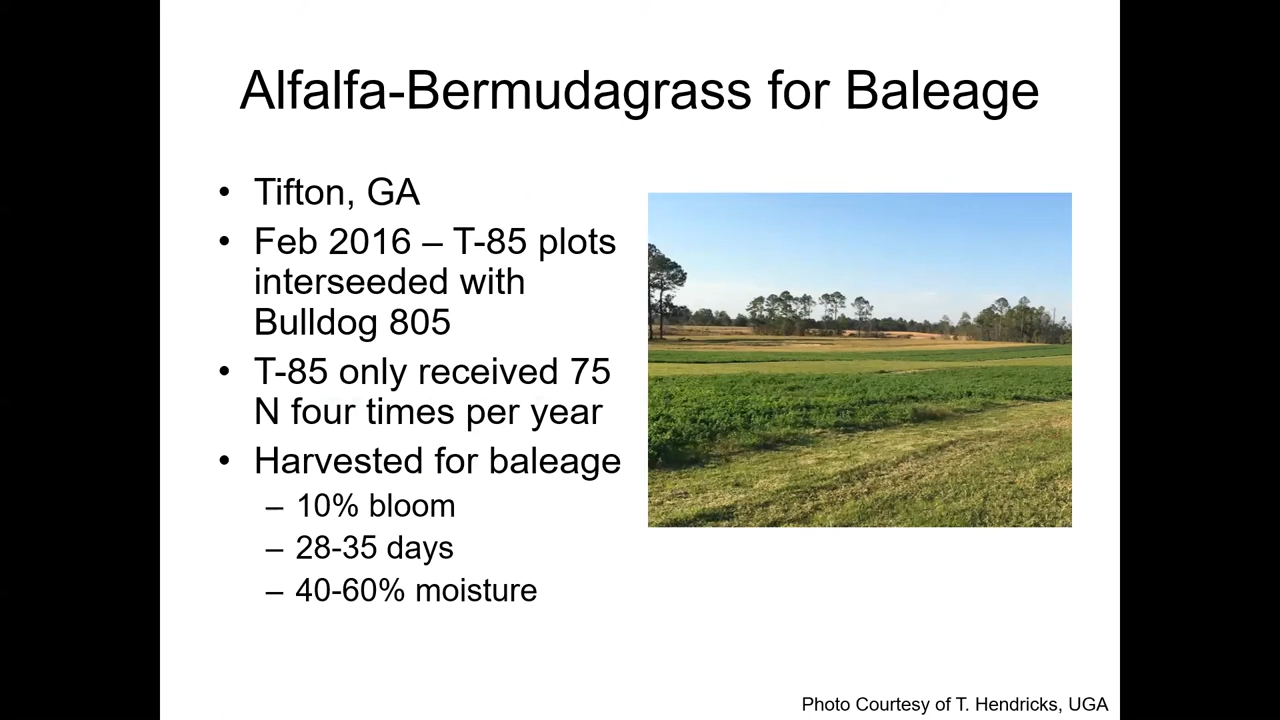 Alfalfa-Bermudagrass for Baleage
• Tifton, GA
• Feb 2016 – T-85 plots
interseeded with
Bulldog 805
• T-85 only received 75
N four times per year
• Harvested for baleage
– 10% bloom
– 28-35 days
– 40-60% moisture
Photo Courtesy of T. Hendricks, UGA